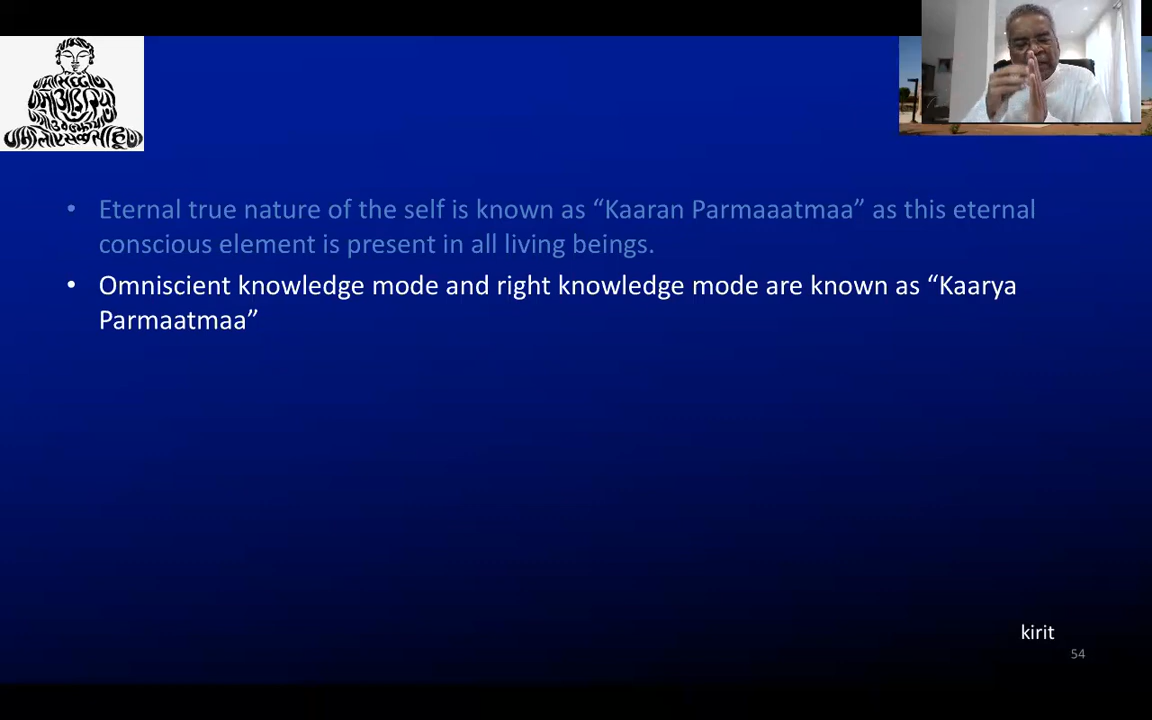 • Eternal true nature of the self is known as “Kaaran Parmaaatmaa” as this eternal
conscious element is present in all living beings.
• Omniscient knowledge mode and right knowledge mode are known as “Kaarya
Parmaatmaa”
kirit
54